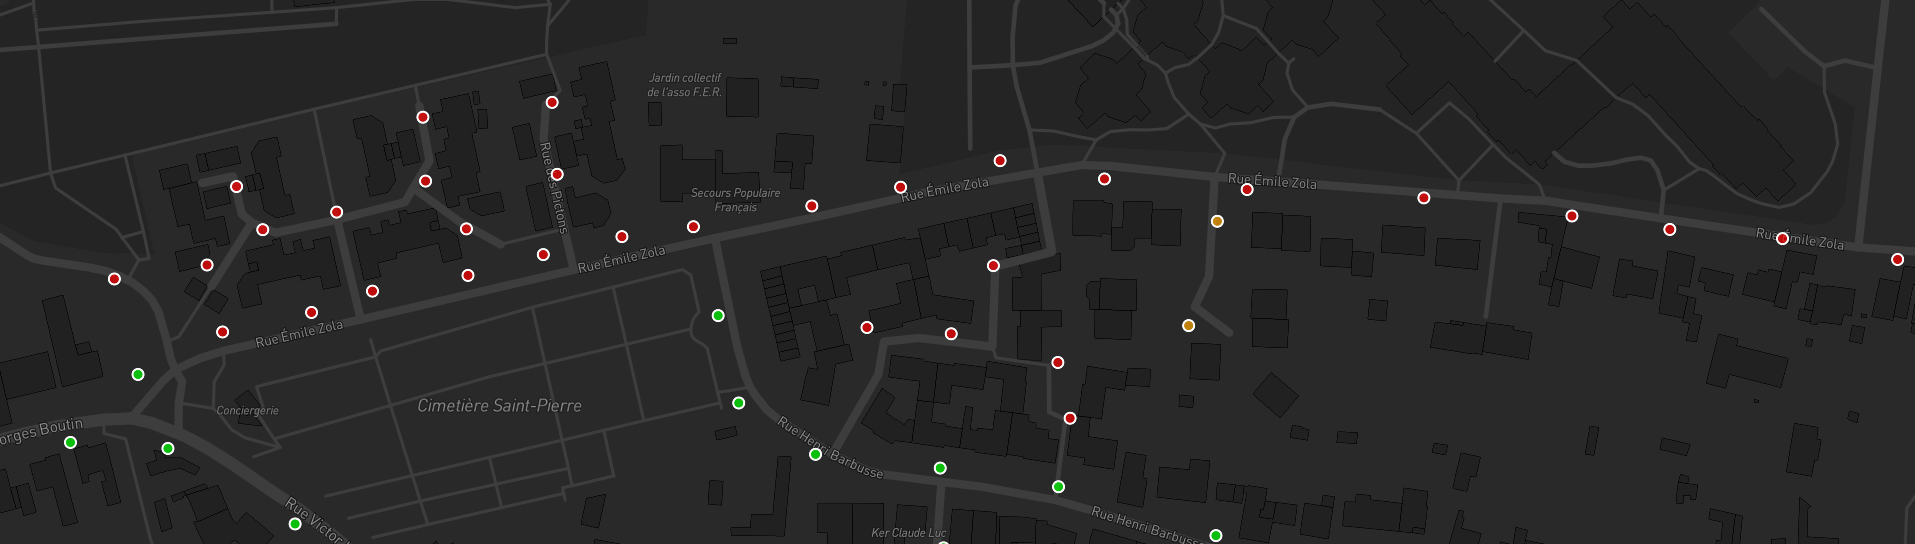 Jardin collectif
de l'asso F.E.R.
Rue des Pictons
Secours Populaire
Français
Rue Émile Zola
Rue Émile Zola
Rue Émile Zola
Rue Émile Zola
Rue Émile Zola
Conciergerie
Cimetière Saint-Pierre
orges Boutin
Rue Henri Barbusse
Rue Victor
Ker Claude Luc
Rue Henri Barbusse